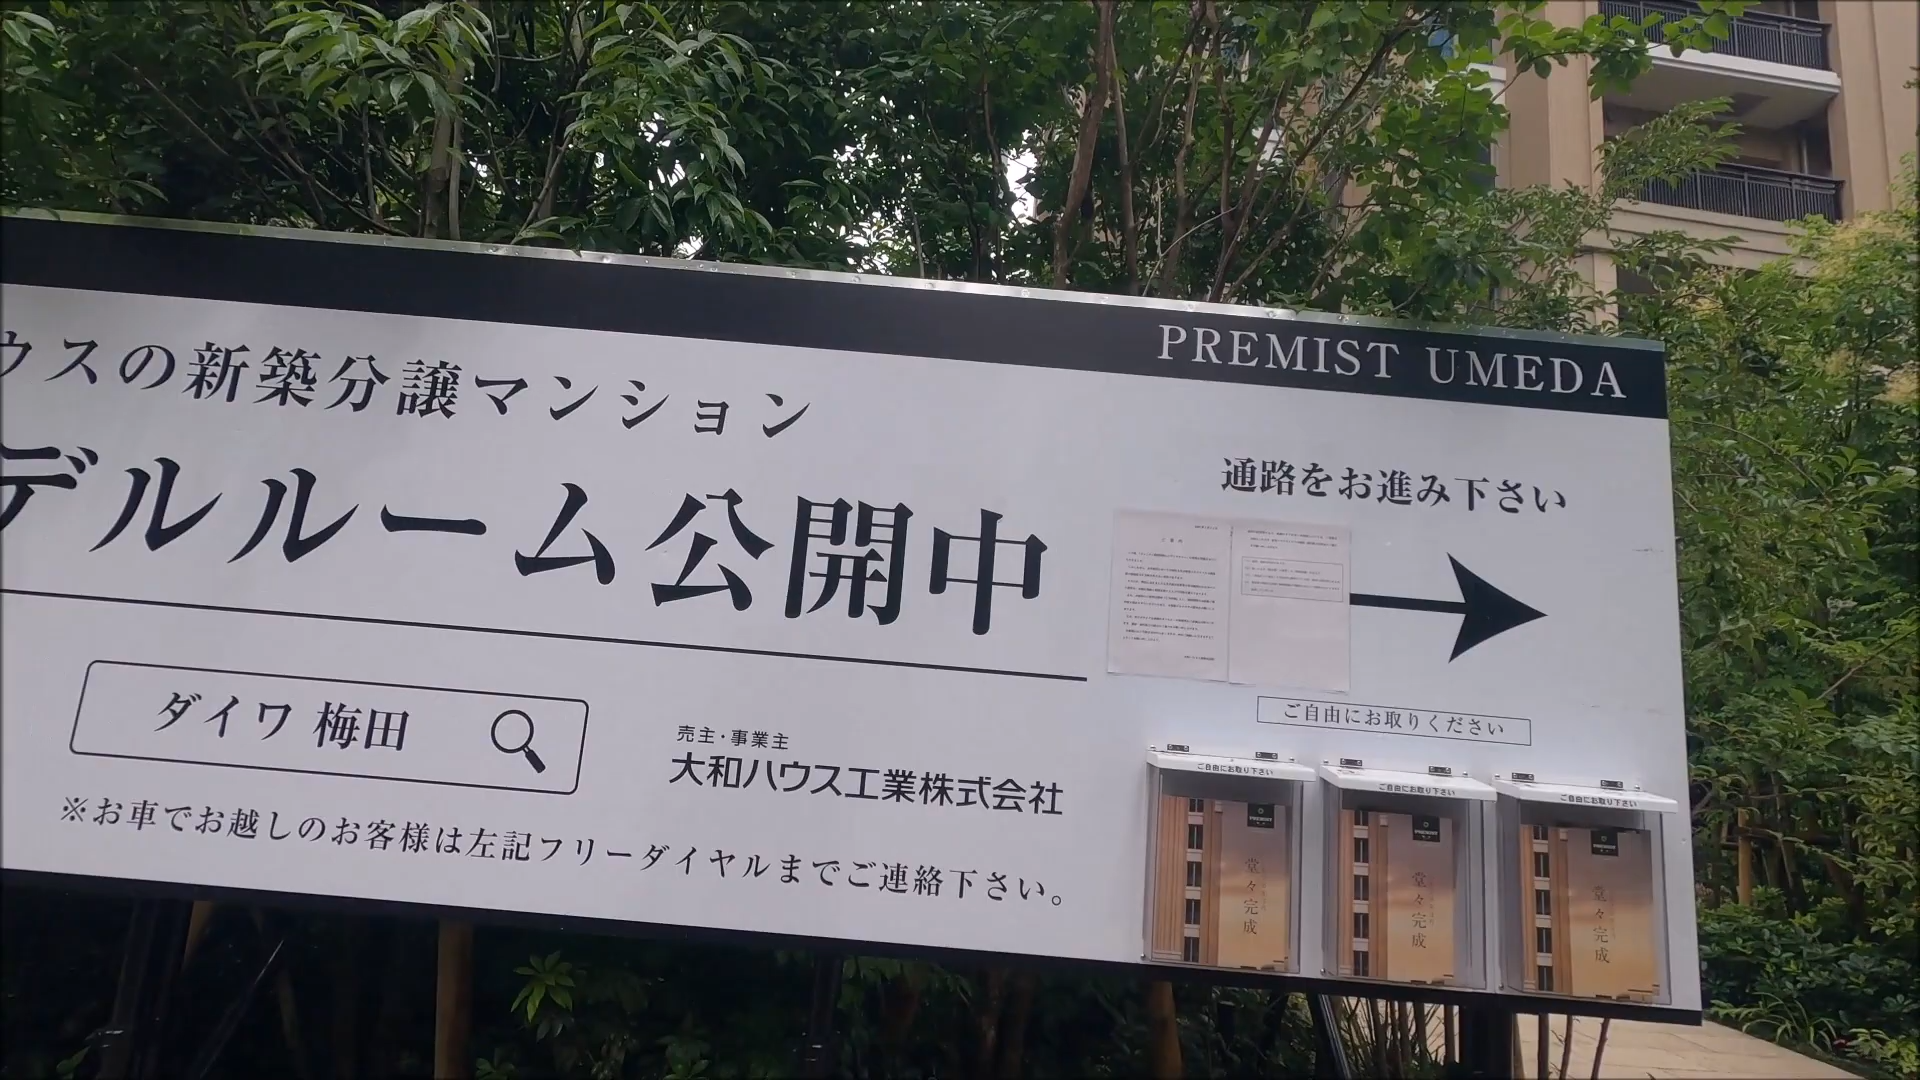 PREMIST UMEDA
ウスの新築分譲マンション
デルルーム公開中
通路をお進み下さい
ご案内
ダイワ 梅田
売主・事業主
大和ハウス工業株式会社
※お車でお越しのお客様は左記フリーダイヤルまでご連絡下さい。
ご自由にお取りください
ご自由にお取り下さい
ご自由にお取り下さい
ご自由にお取り下さい
PREMIST
堂々完成
PREMIST
堂々完成
PREMIST
堂々完成